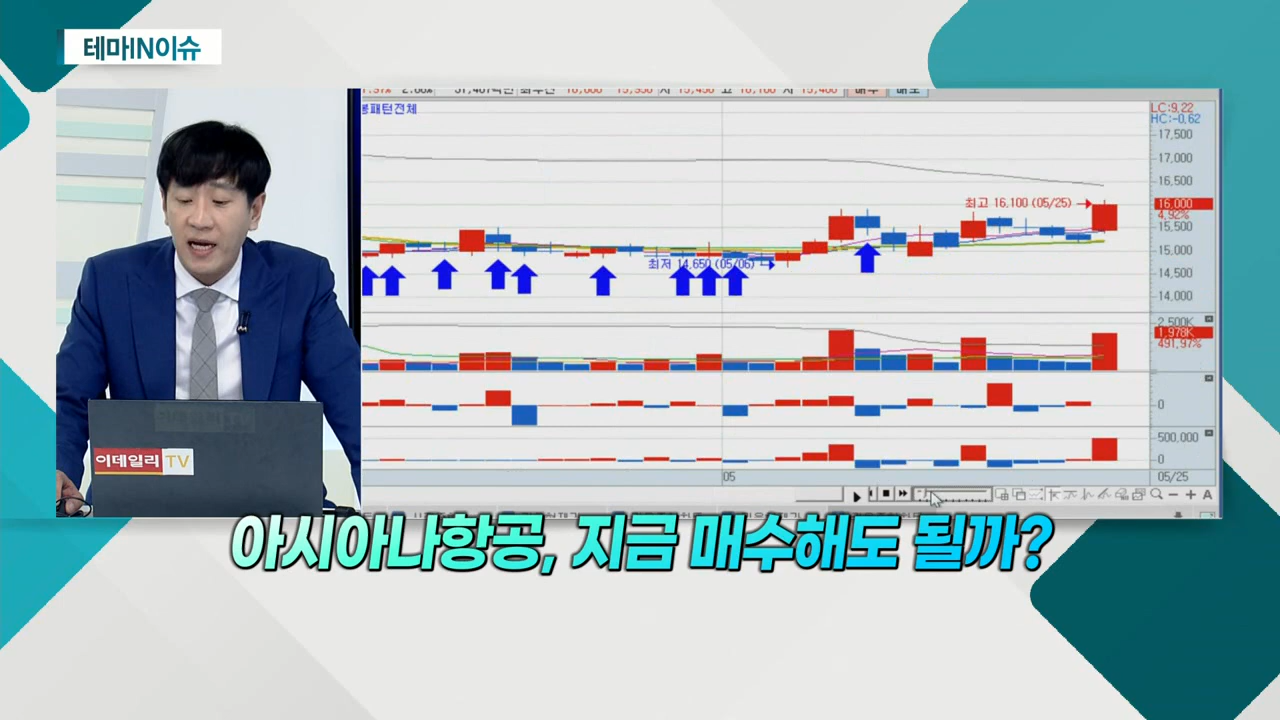 테마IN이슈
봉패턴전체
LC:9.22
HC:-0.62
17,500
17,000
16,500
최고 16,100 (05/25)
16,000
4.92%
15,500
15,000
최저 14,650 (05/06)
14,500
14,000
2,500K
1,978K
491.97%
0
500,000
0
이데일리 TV
05
05/25
A
아시아나항공, 지금 매수해도 될까?